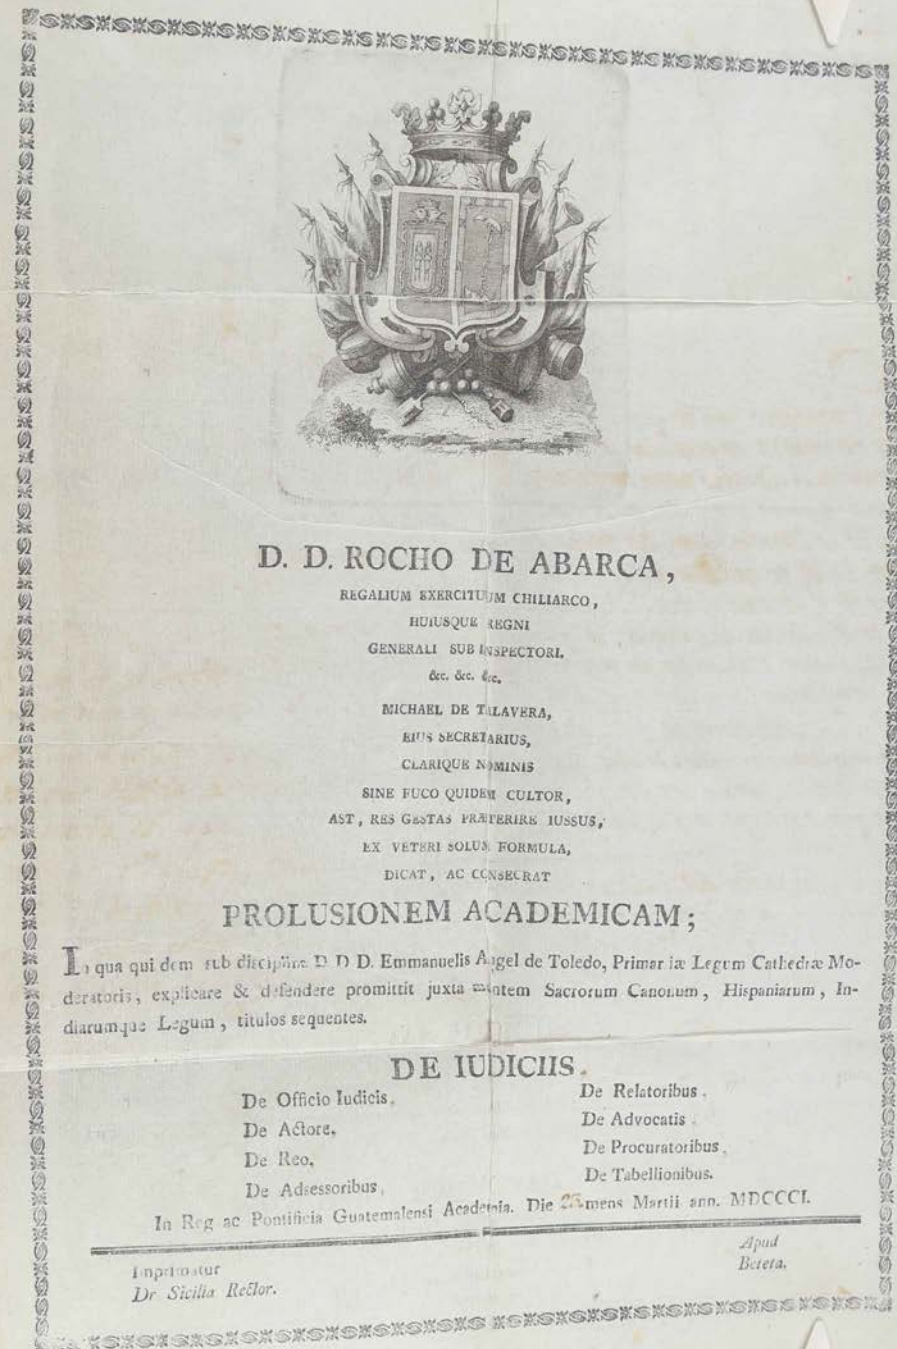 D. D. ROCHO DE ABARCA,
REGALIUM EXERCITUUM CHILIARCO,
HUIUSQUE REGNI
GENERALI SUB INSPECTORI.
&c. &c. &c.
MICHAEL DE TALAVERA,
EIUS SECRETARIUS,
CLARIQUE NOMINIS
SINE FUCO QUIDEM CULTOR,
AST, RES GESTAS PRÆTERIRE IUSSUS,
EX VETERI SOLUM FORMULA,
DICAT, AC CONSECRAT
PROLUSIONEM ACADEMICAM;
In qua qui dem sub disciplina D D D. Emmanuelis Angel de Toledo, Primariæ Legum Cathedræ Mo-
deratoris, explicare & defendere promittit juxta mentem Sacrorum Canonum, Hispaniarum, In-
diarumque Legum, titulos sequentes.
DE IUDICIIS.
De Officio Iudicis.
De Actore.
De Reo.
De Adsessoribus.
De Relatoribus.
De Advocatis.
De Procuratoribus.
De Tabellionibus.
In Reg ac Pontificia Guatemalensi Academia. Die 23 mens Martii ann. MDCCCI.
Imprimatur
Dr Sicilia Rector.
Apud
Beteta.